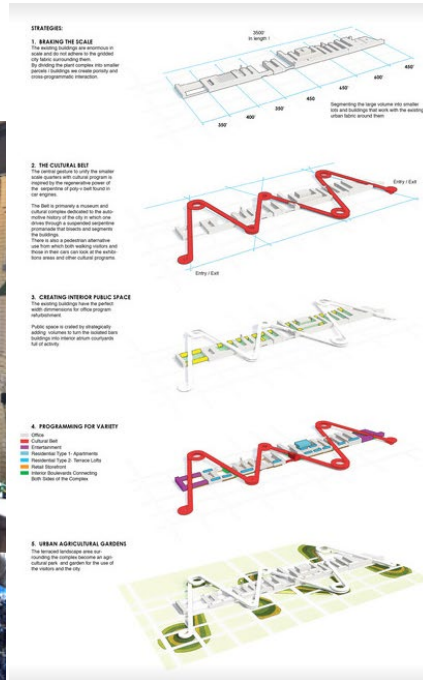 STRATEGIES:
1. BRAKING THE SCALE
The existing buildings are enormous in
scale and do not adhere to the gridded
city fabric surrounding them.
By dividing the plant complex into smaller
parcels / buildings we create porosity and
cross-programmatic interaction.
3500'
in length !
350'
400'
350'
450
650'
600'
450'
Segmenting the large volume into smaller
lots and buildings that work with the existing
urban fabric around them
2. THE CULTURAL BELT
The central gesture to unify the smaller
scale quarters with cultural program is
inspired by the regenerative power of
the serpentine of poly-v belt found in
car engines.
The Belt is primarely a museum and
cultural complex dedicated to the auto-
motive history of the city in which one
drives through a suspended serpentine
promenade that bisects and segments
the buildings.
There is also a pedestrian alternative
use from which both walking visitors and
those in their cars can look at the exhibi-
tions areas and other cultural programs.
Entry / Exit
Entry / Exit
3. CREATING INTERIOR PUBLIC SPACE
The existing buildings have the perfect
width dimmensions for office program
refurbishment
Public space is crated by strategically
adding volumes to turn the isolated bars
buildings into interior atrium courtyards
full of activity
4. PROGRAMMING FOR VARIETY
Office
Cultural Belt
Entertainment
Residential Type 1: Apartments
Residential Type 2: Terrace Lofts
Retail Storefront
Interior Boulevards Connecting
Both Sides of the Complex
5. URBAN AGRICULTURAL GARDENS
The terraced landscape area sur-
rounding the complex become an agri-
cultural park and garden for the use of
the visitors and the city